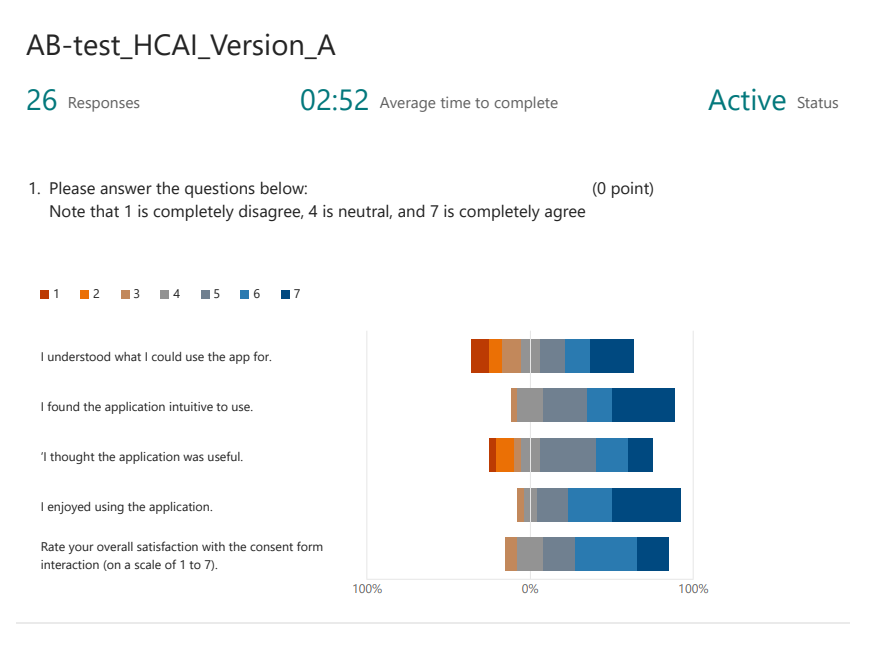 AB-test_HCAI_Version_A
26 Responses
02:52 Average time to complete
Active Status
1. Please answer the questions below: (0 point)
Note that 1 is completely disagree, 4 is neutral, and 7 is completely agree
1 2 3 4 5 6 7
I understood what I could use the app for.
I found the application intuitive to use.
'I thought the application was useful.
I enjoyed using the application.
Rate your overall satisfaction with the consent form
interaction (on a scale of 1 to 7).
100% 0% 100%